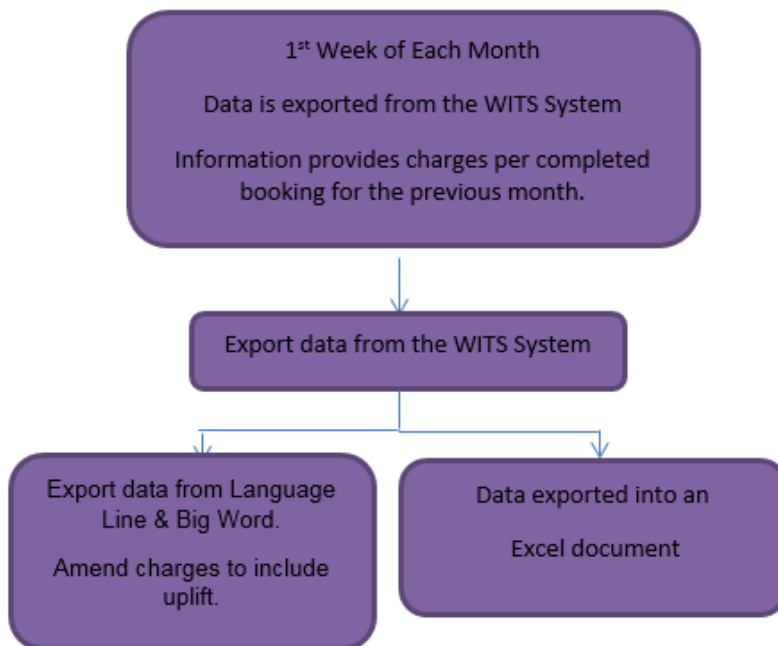 1st Week of Each Month
Data is exported from the WITS System
Information provides charges per completed
booking for the previous month.
Export data from the WITS System
Export data from Language
Line & Big Word.
Amend charges to include
uplift.
Data exported into an
Excel document